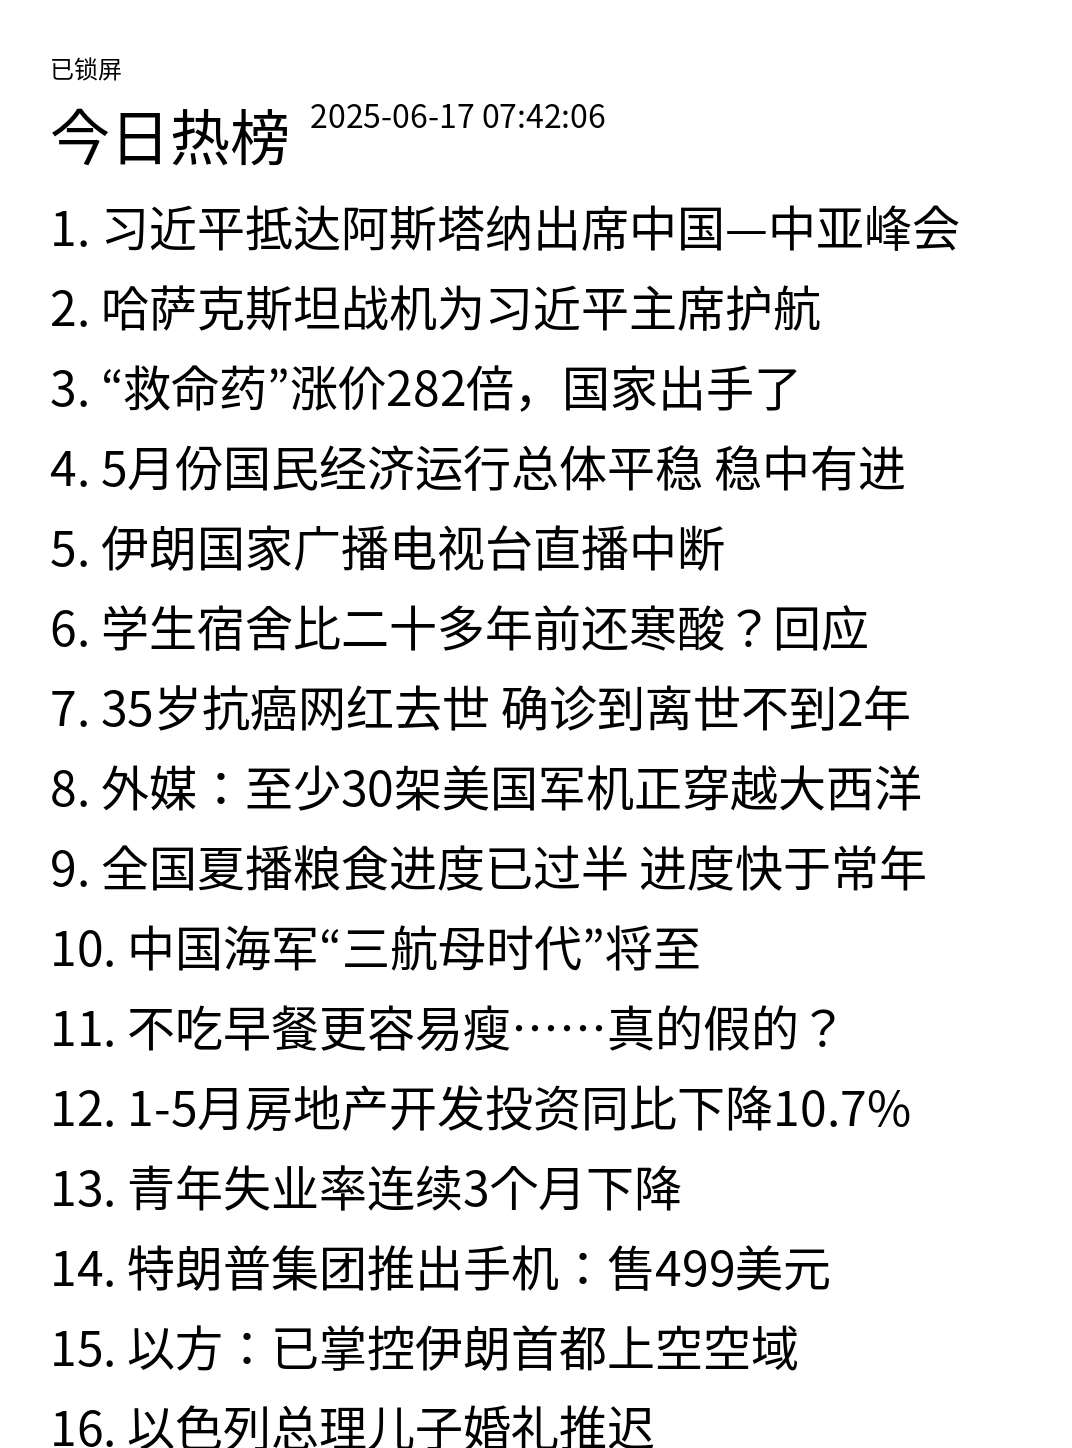 已锁屏
今日热榜 2025-06-17 07:42:06
1. 习近平抵达阿斯塔纳出席中国—中亚峰会
2. 哈萨克斯坦战机为习近平主席护航
3. “救命药”涨价282倍，国家出手了
4. 5月份国民经济运行总体平稳 稳中有进
5. 伊朗国家广播电视台直播中断
6. 学生宿舍比二十多年前还寒酸？回应
7. 35岁抗癌网红去世 确诊到离世不到2年
8. 外媒：至少30架美国军机正穿越大西洋
9. 全国夏播粮食进度已过半 进度快于常年
10. 中国海军“三航母时代”将至
11. 不吃早餐更容易瘦……真的假的？
12. 1-5月房地产开发投资同比下降10.7%
13. 青年失业率连续3个月下降
14. 特朗普集团推出手机：售499美元
15. 以方：已掌控伊朗首都上空空域
16. 以色列总理儿子婚礼推迟